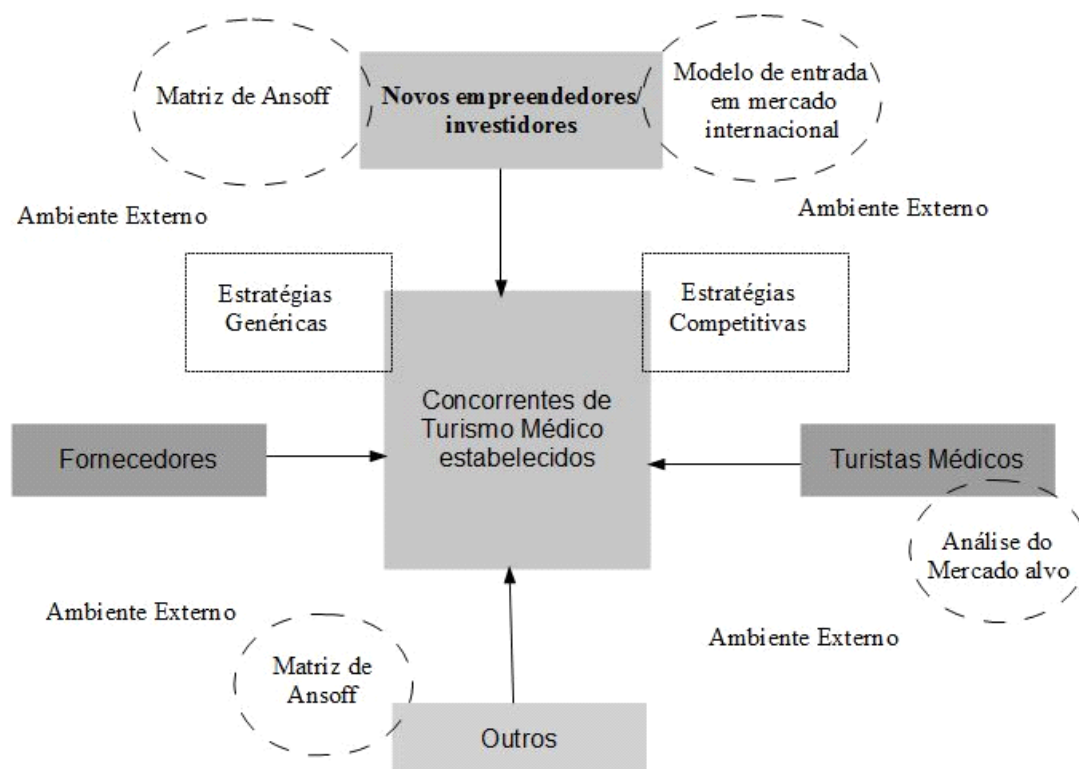 Matriz de Ansoff
Novos empreendedores/
investidores
Modelo de entrada
em mercado
internacional
Ambiente Externo
Ambiente Externo
Estratégias
Genéricas
Estratégias
Competitivas
Concorrentes de
Turismo Médico
estabelecidos
Fornecedores
Turistas Médicos
Análise do
Mercado alvo
Ambiente Externo
Ambiente Externo
Matriz de
Ansoff
Outros